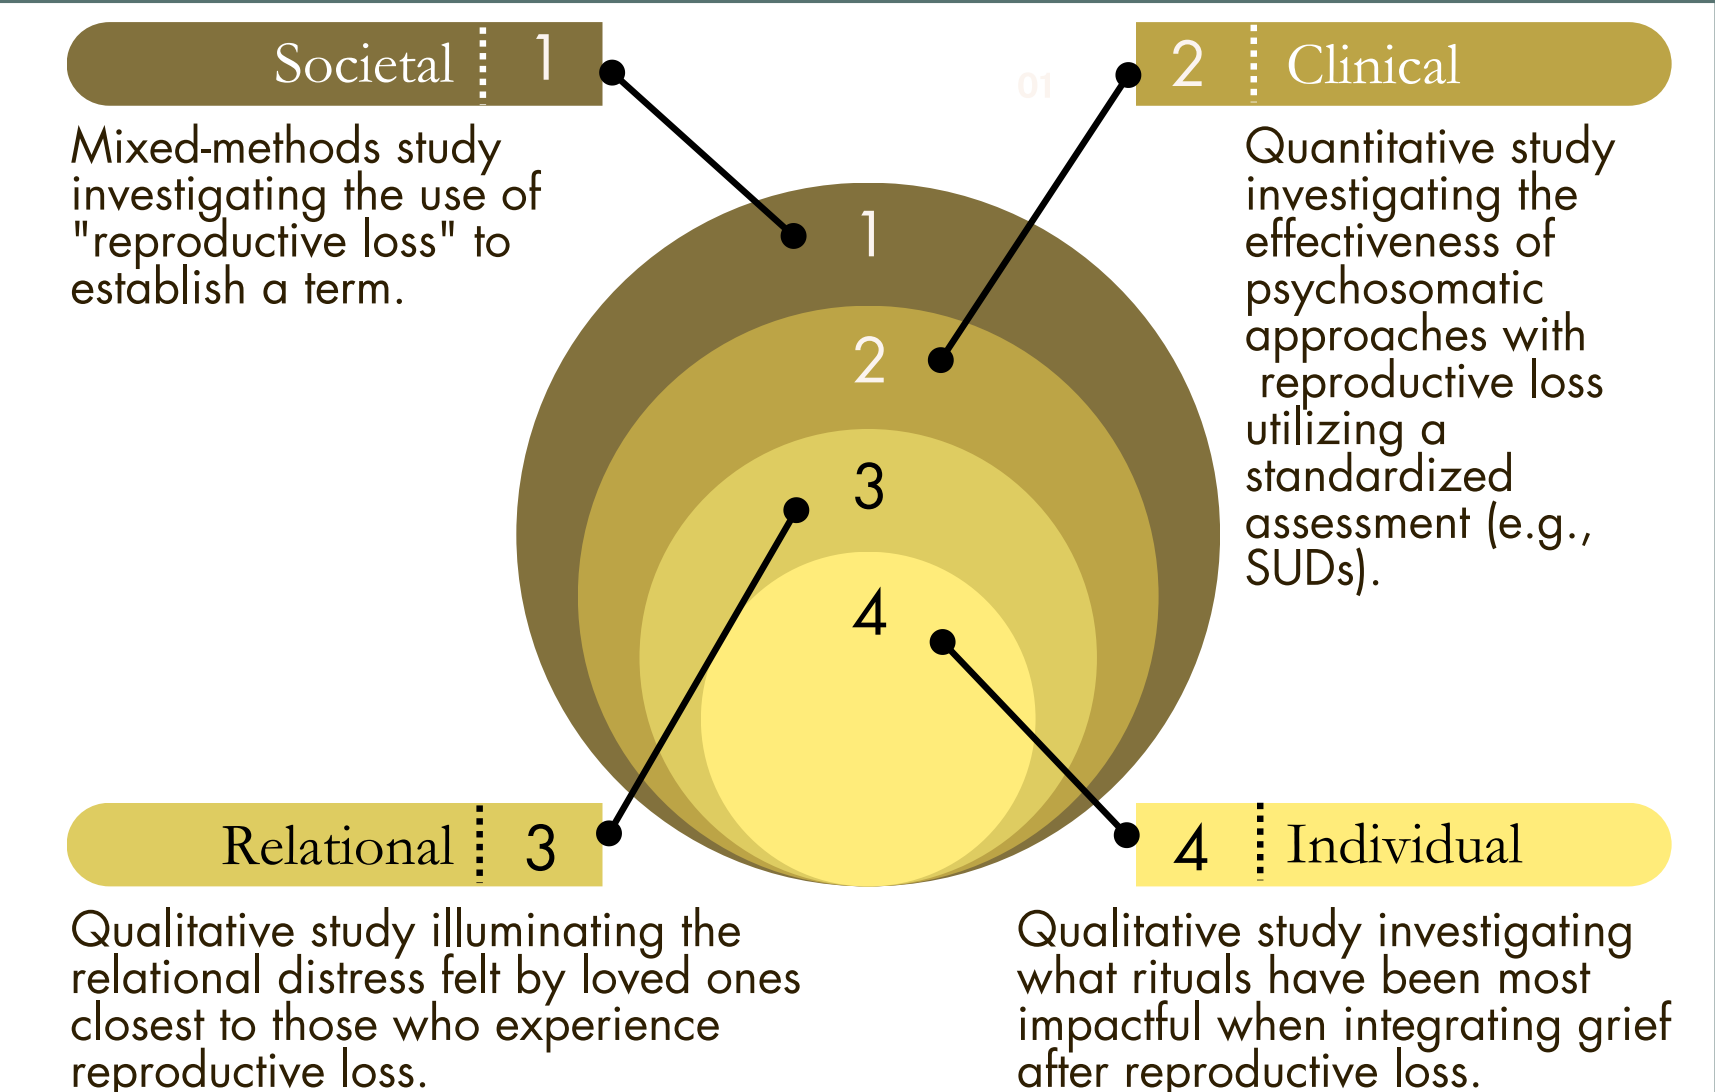 Societal 1
Mixed-methods study
investigating the use of
"reproductive loss" to
establish a term.
01
2 Clinical
Quantitative study
investigating the
effectiveness of
psychosomatic
approaches with
reproductive loss
utilizing a
standardized
assessment (e.g.,
SUDs).
1
2
3
4
Relational 3
Qualitative study illuminating the
relational distress felt by loved ones
closest to those who experience
reproductive loss.
4 Individual
Qualitative study investigating
what rituals have been most
impactful when integrating grief
after reproductive loss.